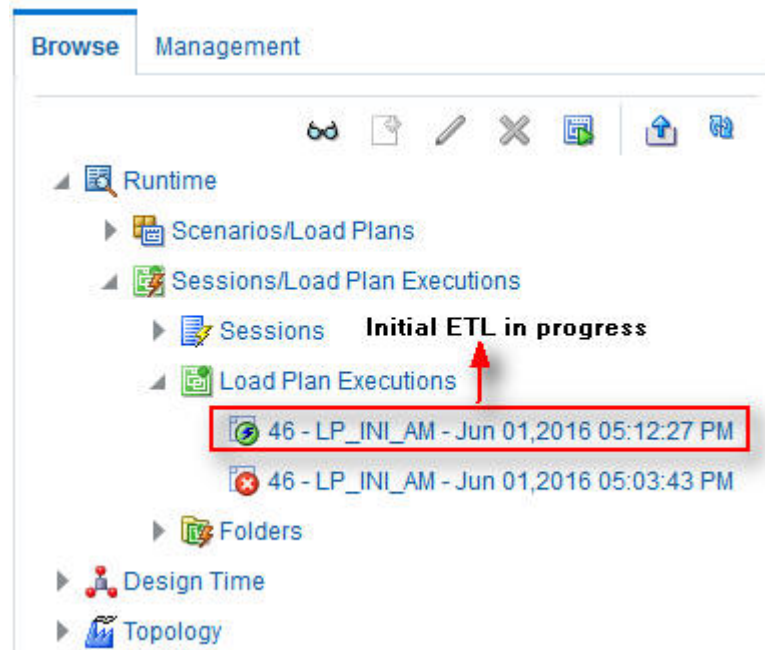 Browse Management
Runtime
Scenarios/Load Plans
Sessions/Load Plan Executions
Sessions Initial ETL in progress
Load Plan Executions
46 - LP_INI_AM - Jun 01,2016 05:12:27 PM
46 - LP_INI_AM - Jun 01,2016 05:03:43 PM
Folders
Design Time
Topology